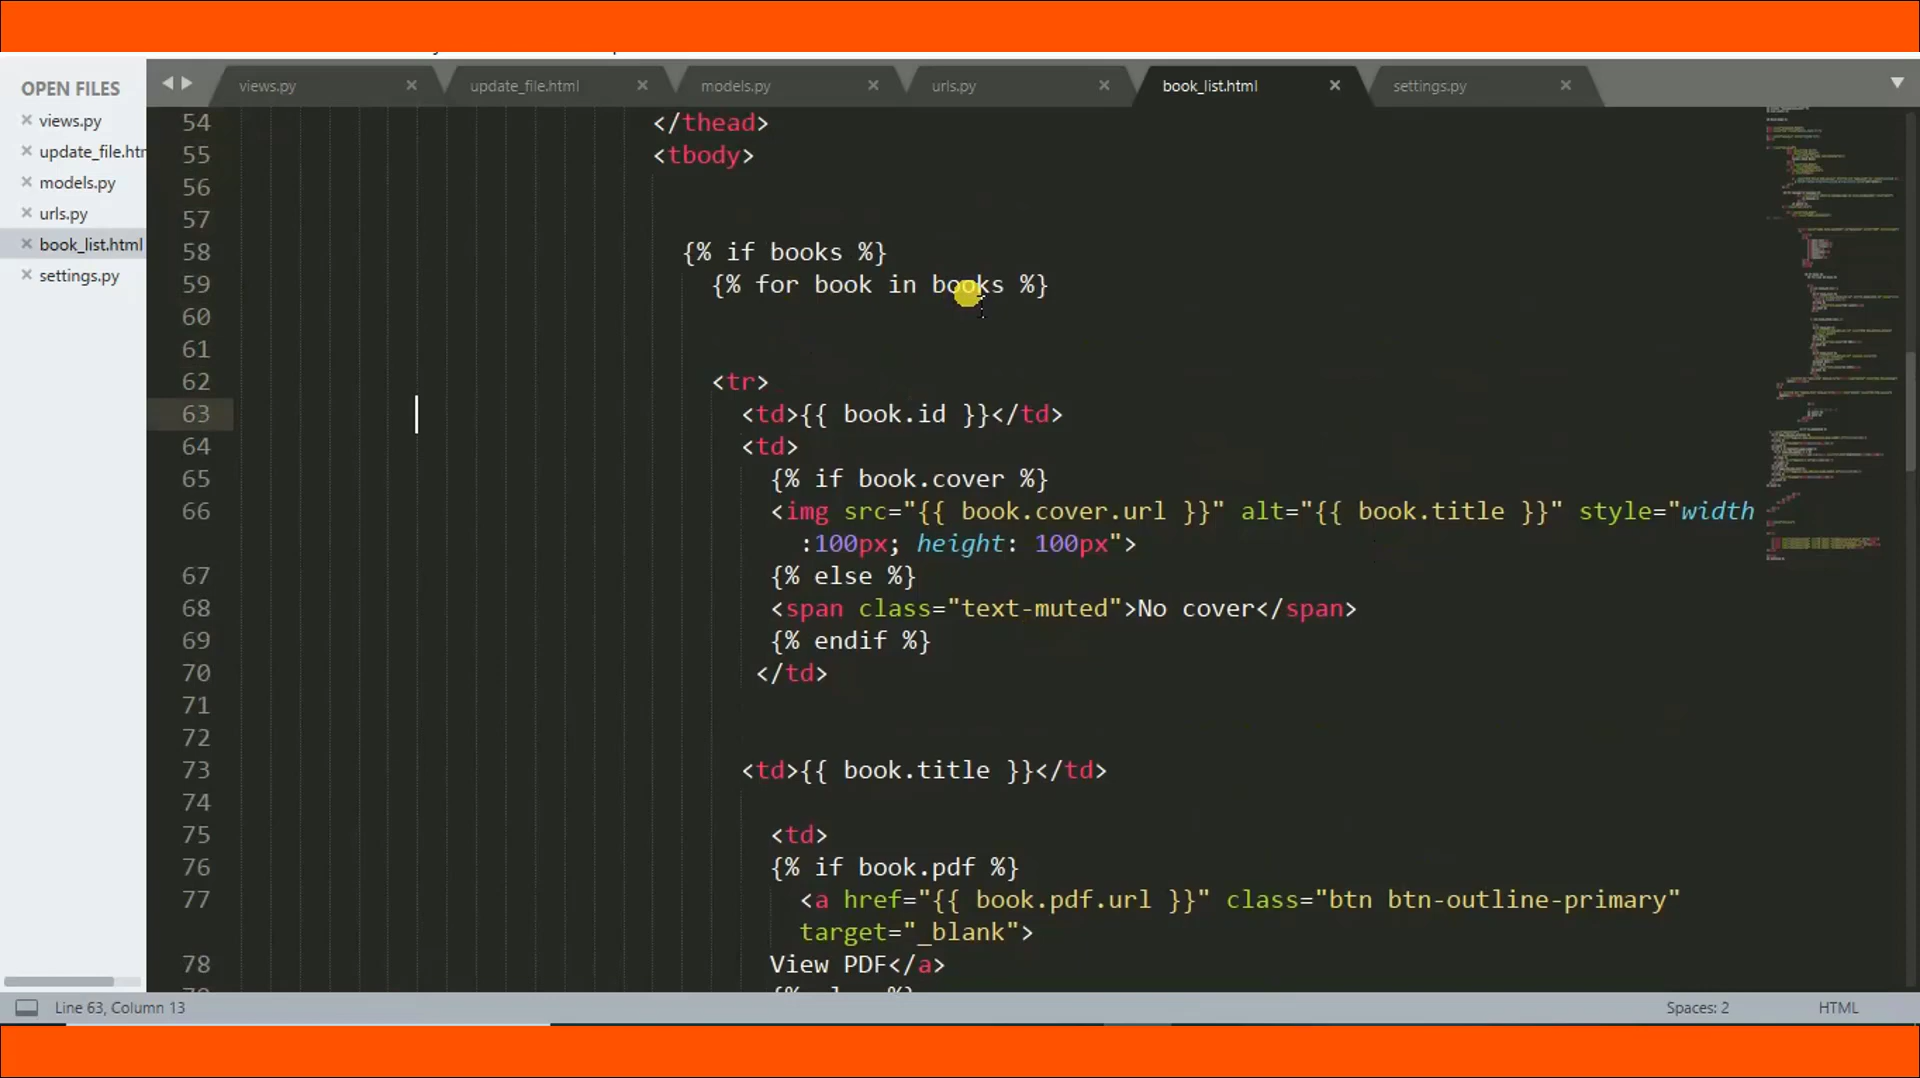 OPEN FILES
views.py
update_file.htm
models.py
urls.py
book_list.html
settings.py
views.py
update_file.html
models.py
urls.py
book_list.html
settings.py
54 </thead>
55 <tbody>
56
57
58 {% if books %}
59 {% for book in books %}
60
61
62 <tr>
63 <td>{{ book.id }}</td>
64 <td>
65 {% if book.cover %}
66 <img src="{{ book.cover.url }}" alt="{{ book.title }}" style="width
:100px; height: 100px">
67 {% else %}
68 <span class="text-muted">No cover</span>
69 {% endif %}
70 </td>
71
72
73 <td>{{ book.title }}</td>
74
75 <td>
76 {% if book.pdf %}
77 <a href="{{ book.pdf.url }}" class="btn btn-outline-primary"
target="_blank">
78 View PDF</a>
Line 63, Column 13
Spaces: 2
HTML